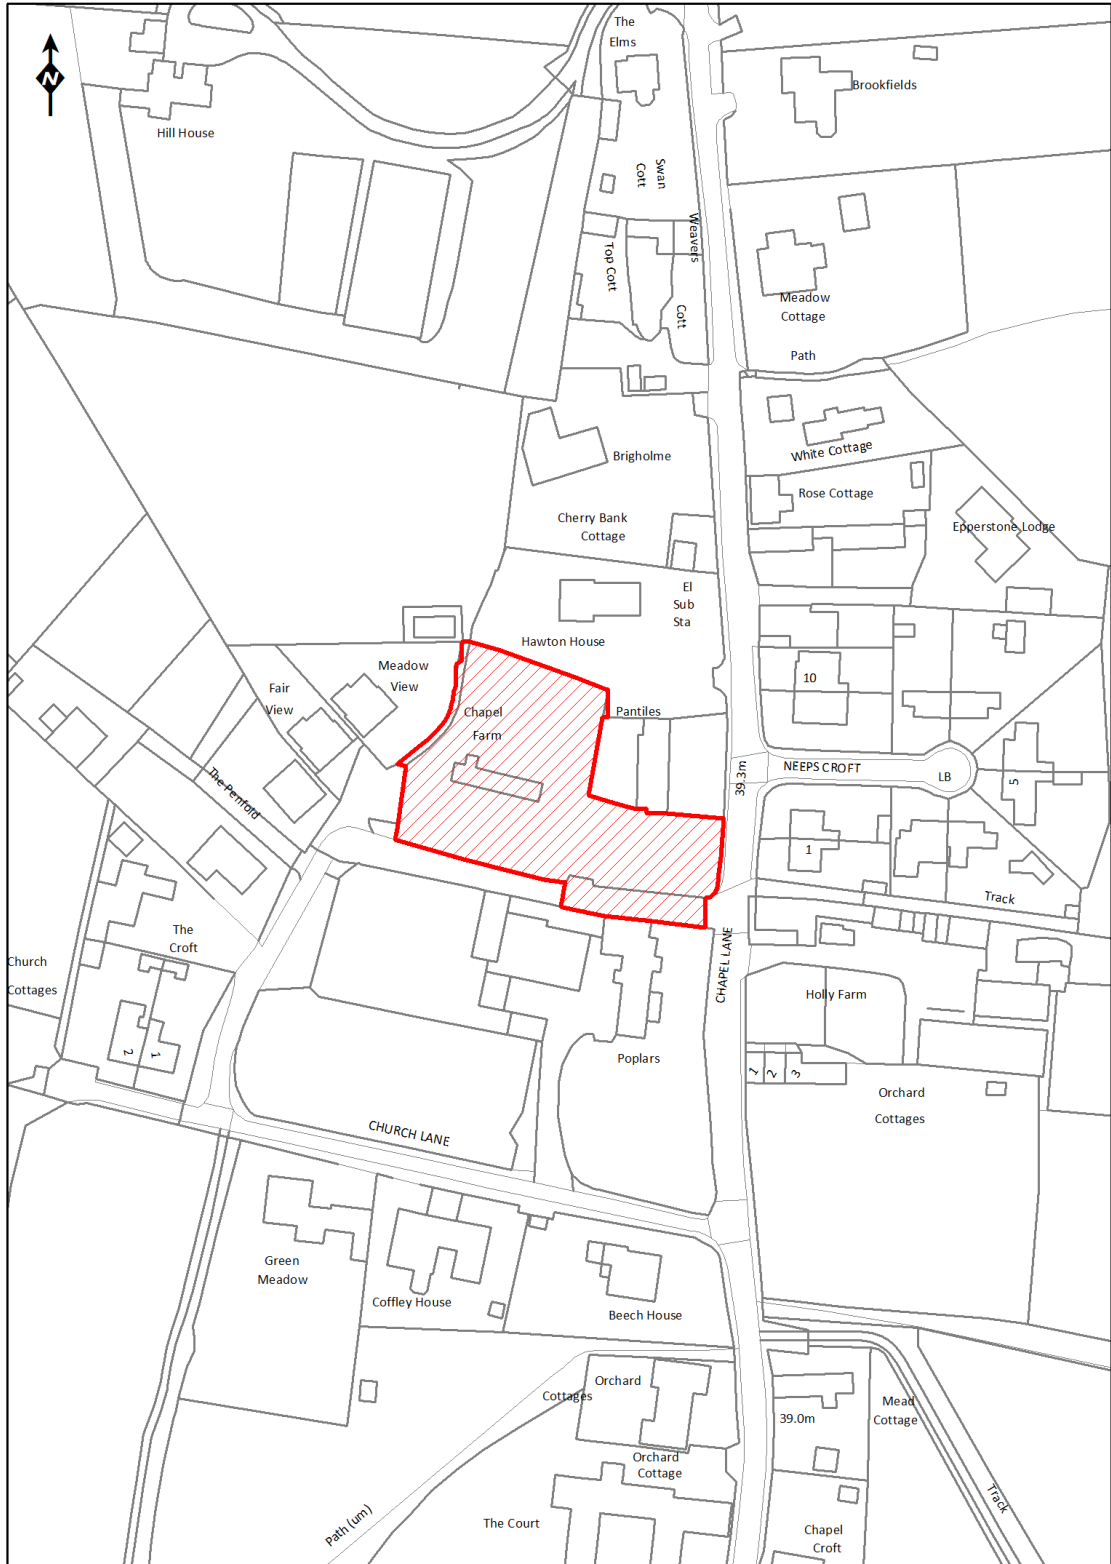 The
Elms
N
Brookfields
Hill House
Swan
Cott
Weavers
Cott
Top Cott
Meadow
Cottage
Path
White Cottage
Brigholme
Rose Cottage
Cherry Bank
Cottage
Epperstone Lodge
El
Sub
Sta
Hawton House
Meadow
View
10
Fair
View
Chapel
Farm
Pantiles
39.3m
NEEPS CROFT
LB
5
The Penfold
1
Track
The
Croft
CHAPEL LANE
Church
Cottages
Holly Farm
2
1
Poplars
1
2
3
Orchard
Cottages
CHURCH LANE
Green
Meadow
Coffley House
Beech House
Orchard
Cottages
39.0m
Mead
Cottage
Orchard
Cottage
Track
Path (um)
The Court
Chapel
Croft